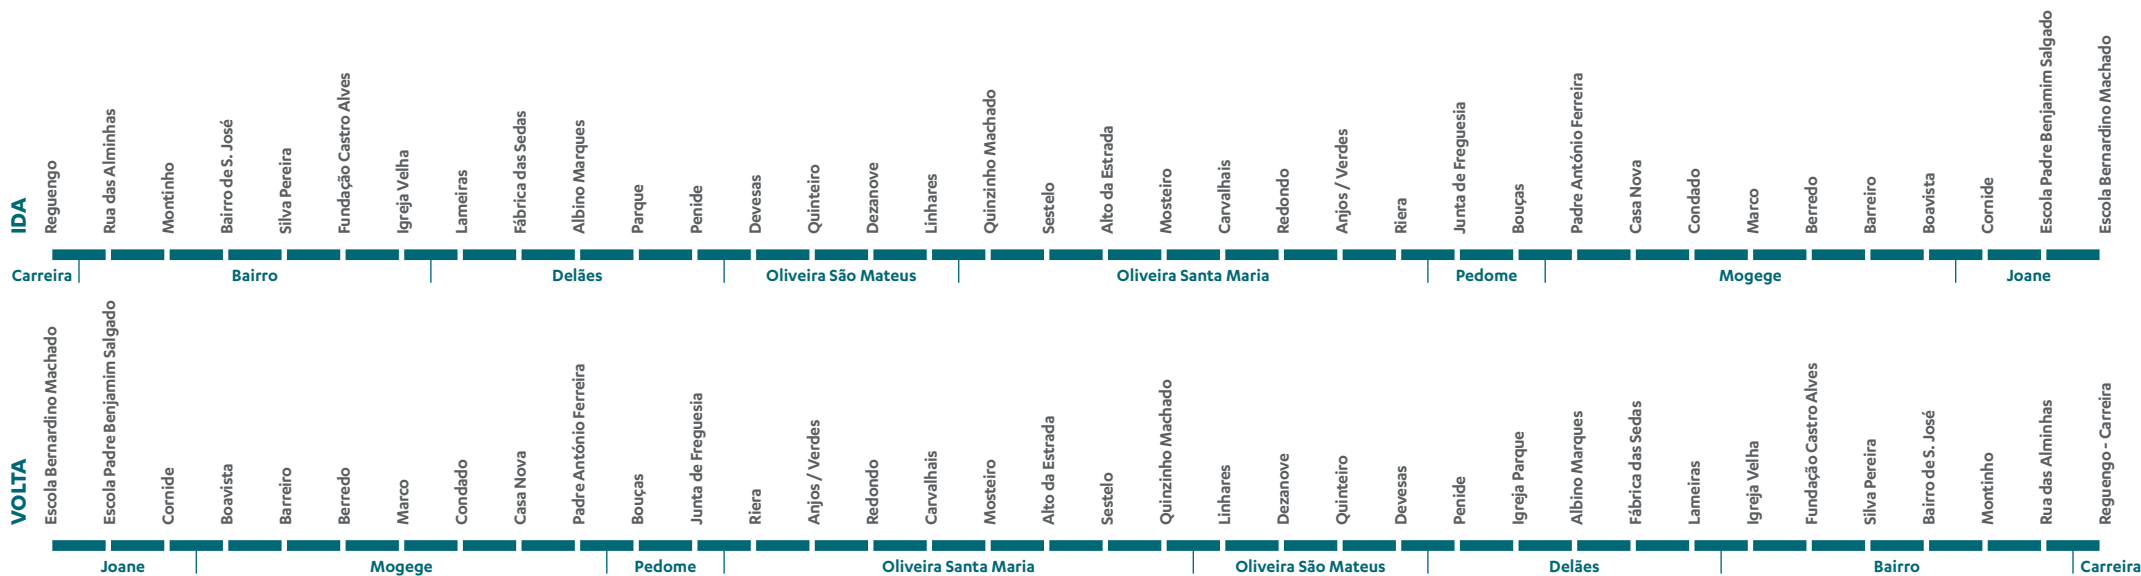 IDA
Reguengo
Rua das Alminhas
Montinho
Bairro de S. José
Silva Pereira
Fundação Castro Alves
Igreja Velha
Lameiras
Fábrica das Sedas
Albino Marques
Parque
Penide
Devesas
Quinteiro
Dezanove
Linhares
Quinzinho Machado
Sestelo
Alto da Estrada
Mosteiro
Carvalhais
Redondo
Anjos / Verdes
Riera
Junta de Freguesia
Bouças
Padre António Ferreira
Casa Nova
Condado
Marco
Berredo
Barreiro
Boavista
Cornide
Escola Padre Benjamim Salgado
Escola Bernardino Machado
Carreira
Bairro
Delães
Oliveira São Mateus
Oliveira Santa Maria
Pedome
Mogege
Joane
VOLTA
Escola Bernardino Machado
Escola Padre Benjamim Salgado
Cornide
Boavista
Barreiro
Berredo
Marco
Condado
Casa Nova
Padre António Ferreira
Bouças
Junta de Freguesia
Riera
Anjos / Verdes
Redondo
Carvalhais
Mosteiro
Alto da Estrada
Sestelo
Quinzinho Machado
Linhares
Dezanove
Quinteiro
Devesas
Penide
Igreja Parque
Albino Marques
Fábrica das Sedas
Lameiras
Igreja Velha
Fundação Castro Alves
Silva Pereira
Bairro de S. José
Montinho
Rua das Alminhas
Reguengo - Carreira
Joane
Mogege
Pedome
Oliveira Santa Maria
Oliveira São Mateus
Delães
Bairro
Carreira